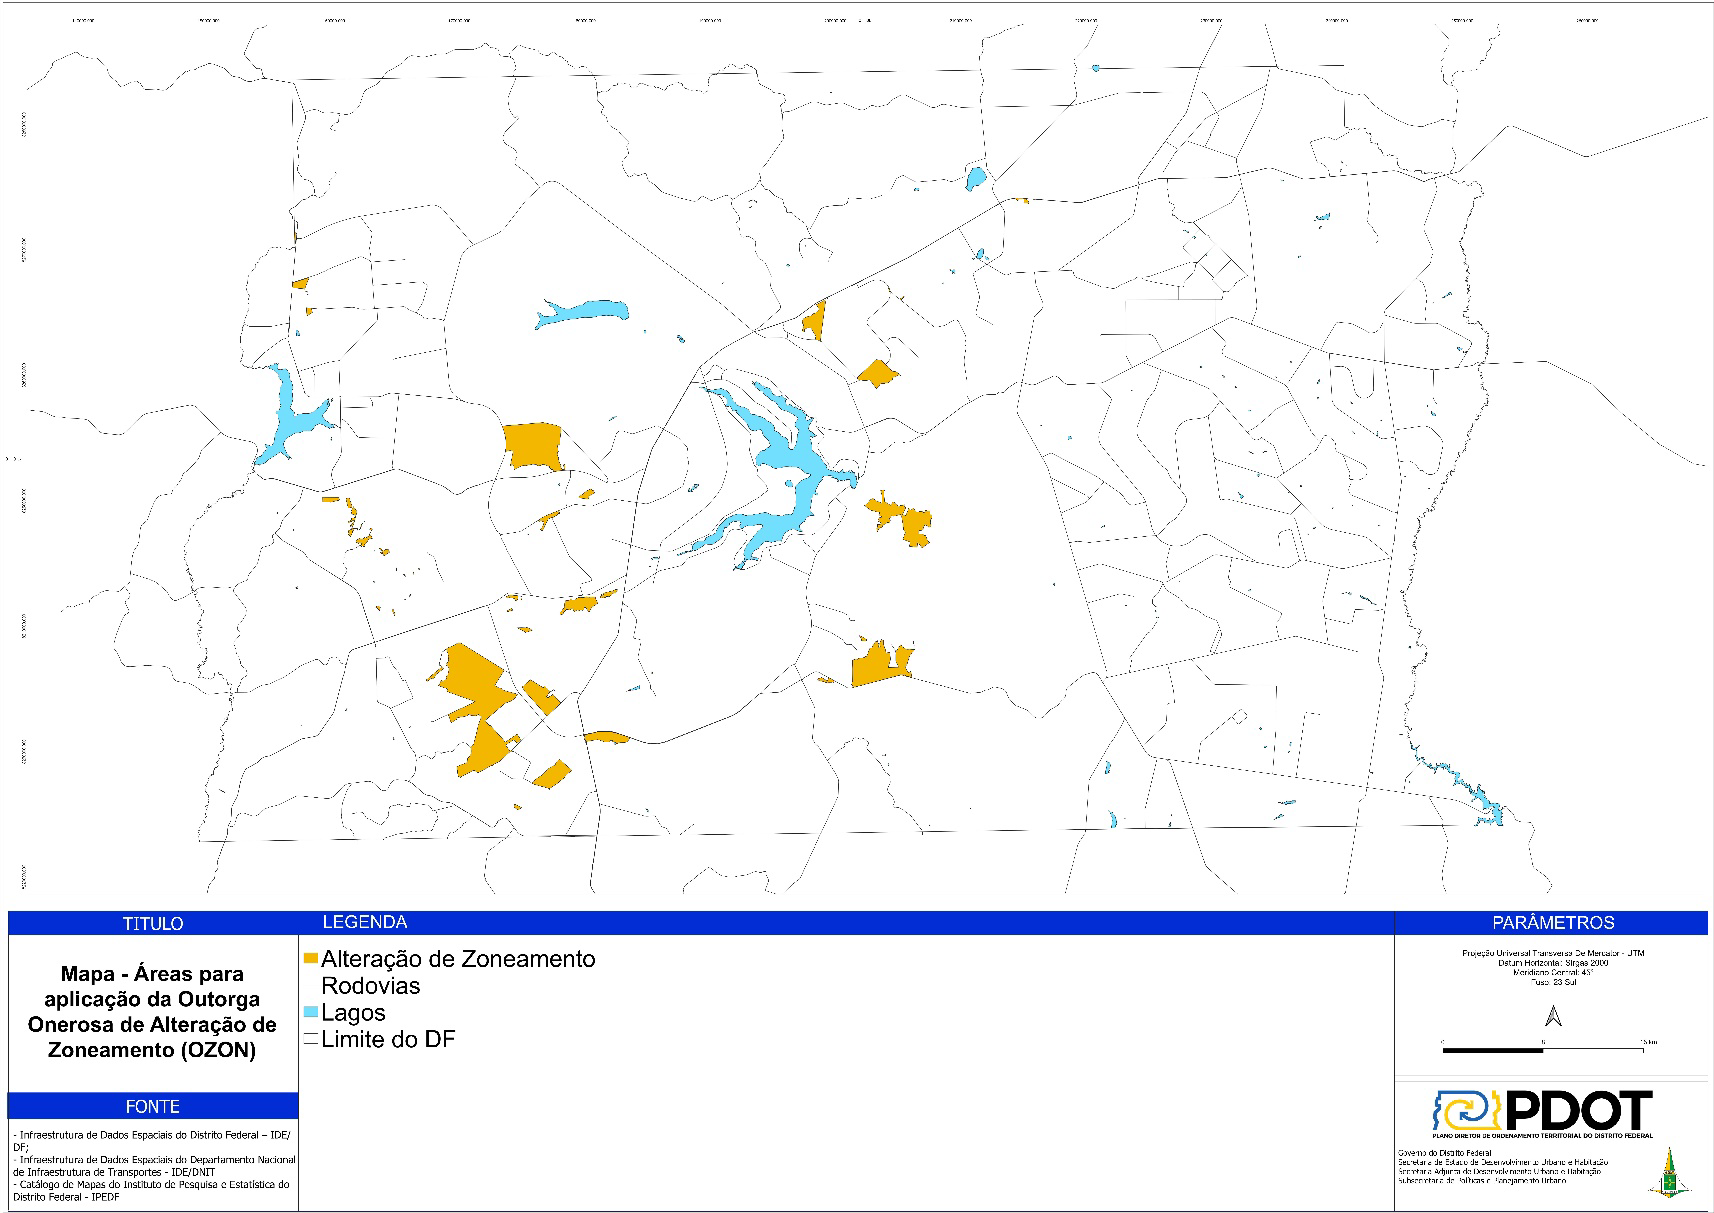 TITULO
Mapa - Áreas para
aplicação da Outorga
Onerosa de Alteração de
Zoneamento (OZON)
FONTE
- Infraestrutura de Dados Espaciais do Distrito Federal – IDE/
DF;
- Infraestrutura de Dados Espaciais do Departamento Nacional
de Infraestrutura de Transportes - IDE/DNIT
- Catálogo de Mapas do Instituto de Pesquisa e Estatística do
Distrito Federal - IPEDF
LEGENDA
Alteração de Zoneamento
Rodovias
Lagos
Limite do DF
PARÂMETROS
Projeção Universal Transversa De Mercator - UTM
Datum Horizontal: Sirgas 2000
Meridiano Central: 45°
Fuso: 23 Sul
0
15 km
PDOT
PLANO DIRETOR DE ORDENAMENTO TERRITORIAL DO DISTRITO FEDERAL
Governo do Distrito Federal
Secretaria de Estado de Desenvolvimento Urbano e Habitação
Secretaria Adjunta de Desenvolvimento Urbano e Habitação
Subsecretaria de Políticas e Planejamento Urbano